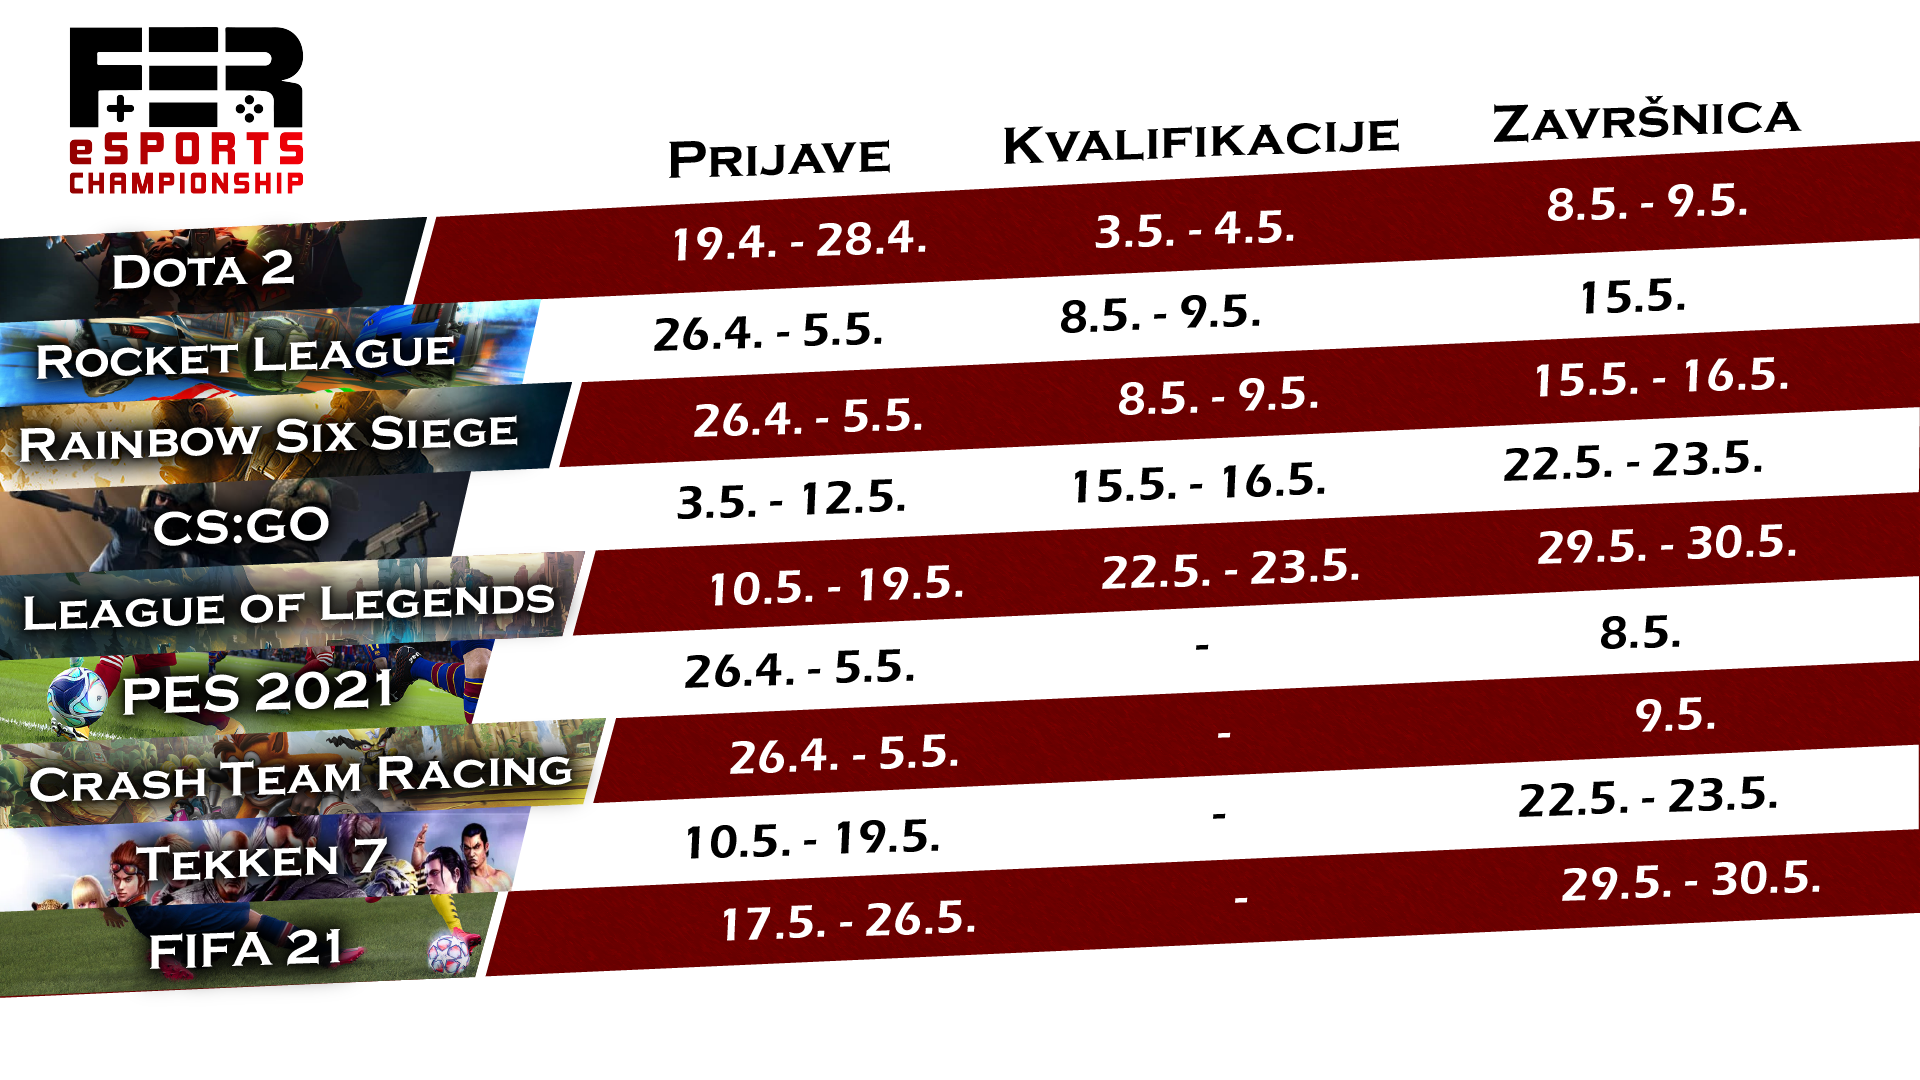 FER
eSPORTS
CHAMPIONSHIP
PRIJAVE KVALIFIKACIJE ZAVRŠNICA
DOTA 2 19.4. - 28.4. 3.5. - 4.5. 8.5. - 9.5.
ROCKET LEAGUE 26.4. - 5.5. 8.5. - 9.5. 15.5.
RAINBOW SIX SIEGE 26.4. - 5.5. 8.5. - 9.5. 15.5. - 16.5.
CS:GO 3.5. - 12.5. 15.5. - 16.5. 22.5. - 23.5.
LEAGUE OF LEGENDS 10.5. - 19.5. 22.5. - 23.5. 29.5. - 30.5.
PES 2021 26.4. - 5.5. - 8.5.
CRASH TEAM RACING 26.4. - 5.5. - 9.5.
TEKKEN 7 10.5. - 19.5. - 22.5. - 23.5.
FIFA 21 17.5. - 26.5. - 29.5. - 30.5.